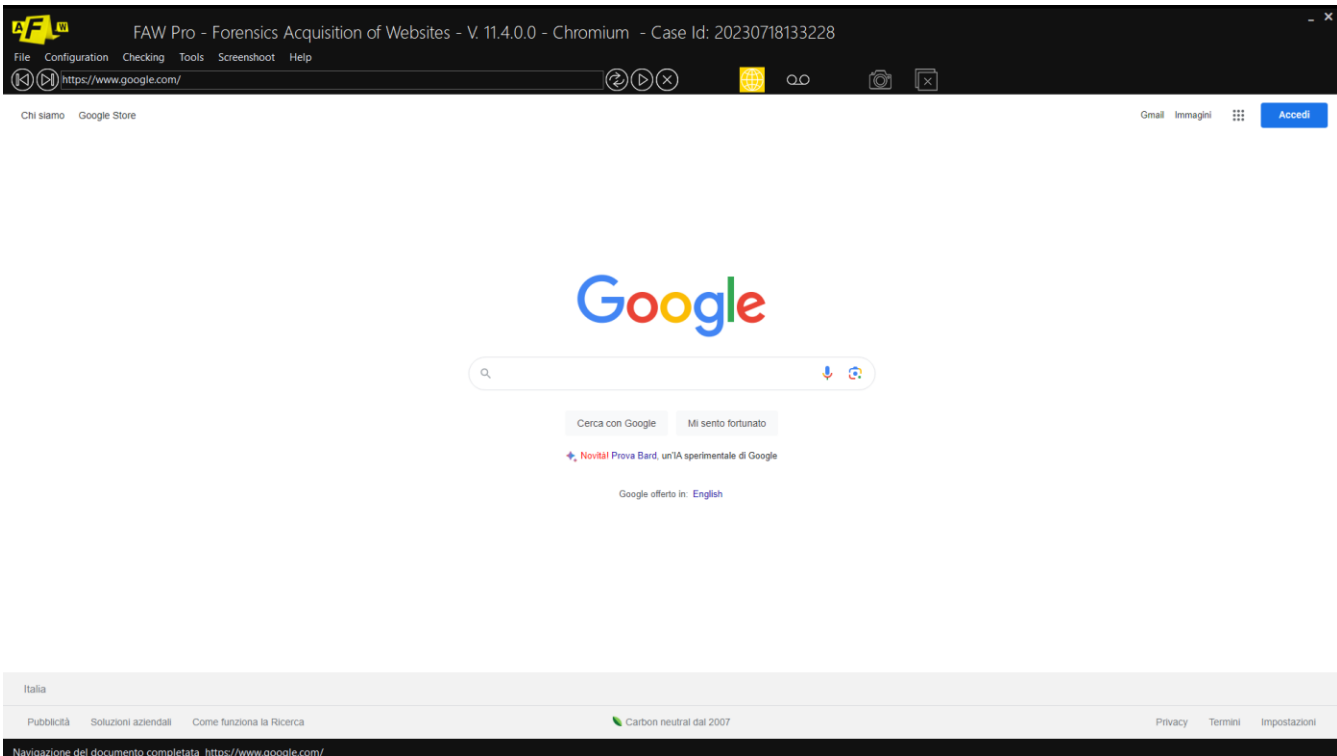 AFW
FAW Pro - Forensics Acquisition of Websites - V. 11.4.0.0 - Chromium - Case Id: 20230718133228
File Configuration Checking Tools Screenshoot Help
https://www.google.com/
Chi siamo Google Store Gmail Immagini Accedi
Google
Cerca con Google Mi sento fortunato
Novità! Prova Bard, un'IA sperimentale di Google
Google offerto in: English
Italia
Pubblicità Soluzioni aziendali Come funziona la Ricerca Carbon neutral dal 2007 Privacy Termini Impostazioni
Navigazione del documento completata https://www.google.com/